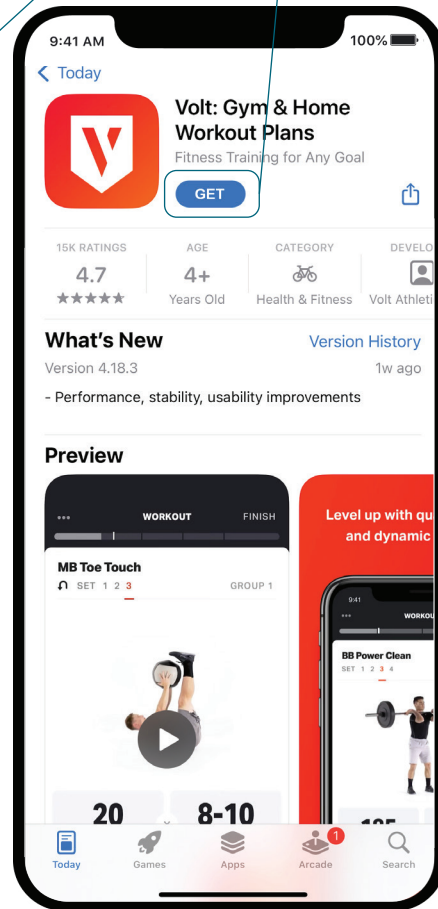 9:41 AM 100%
Today
Volt: Gym & Home
Workout Plans
Fitness Training for Any Goal
GET
15K RATINGS AGE CATEGORY
4.7 4+
Years Old Health & Fitness Volt
What's New Version History
Version 4.18.3 1w ago
- Performance, stability, usability improvements
Preview
WORKOUT FINISH
MB Toe Touch
SET 1 2 3 GROUP 1
20 8-10
Level up with
and dynamic
9:41
BB Power Clean
SET 1 2 3 4
Today Games Apps Arcade 1 Search